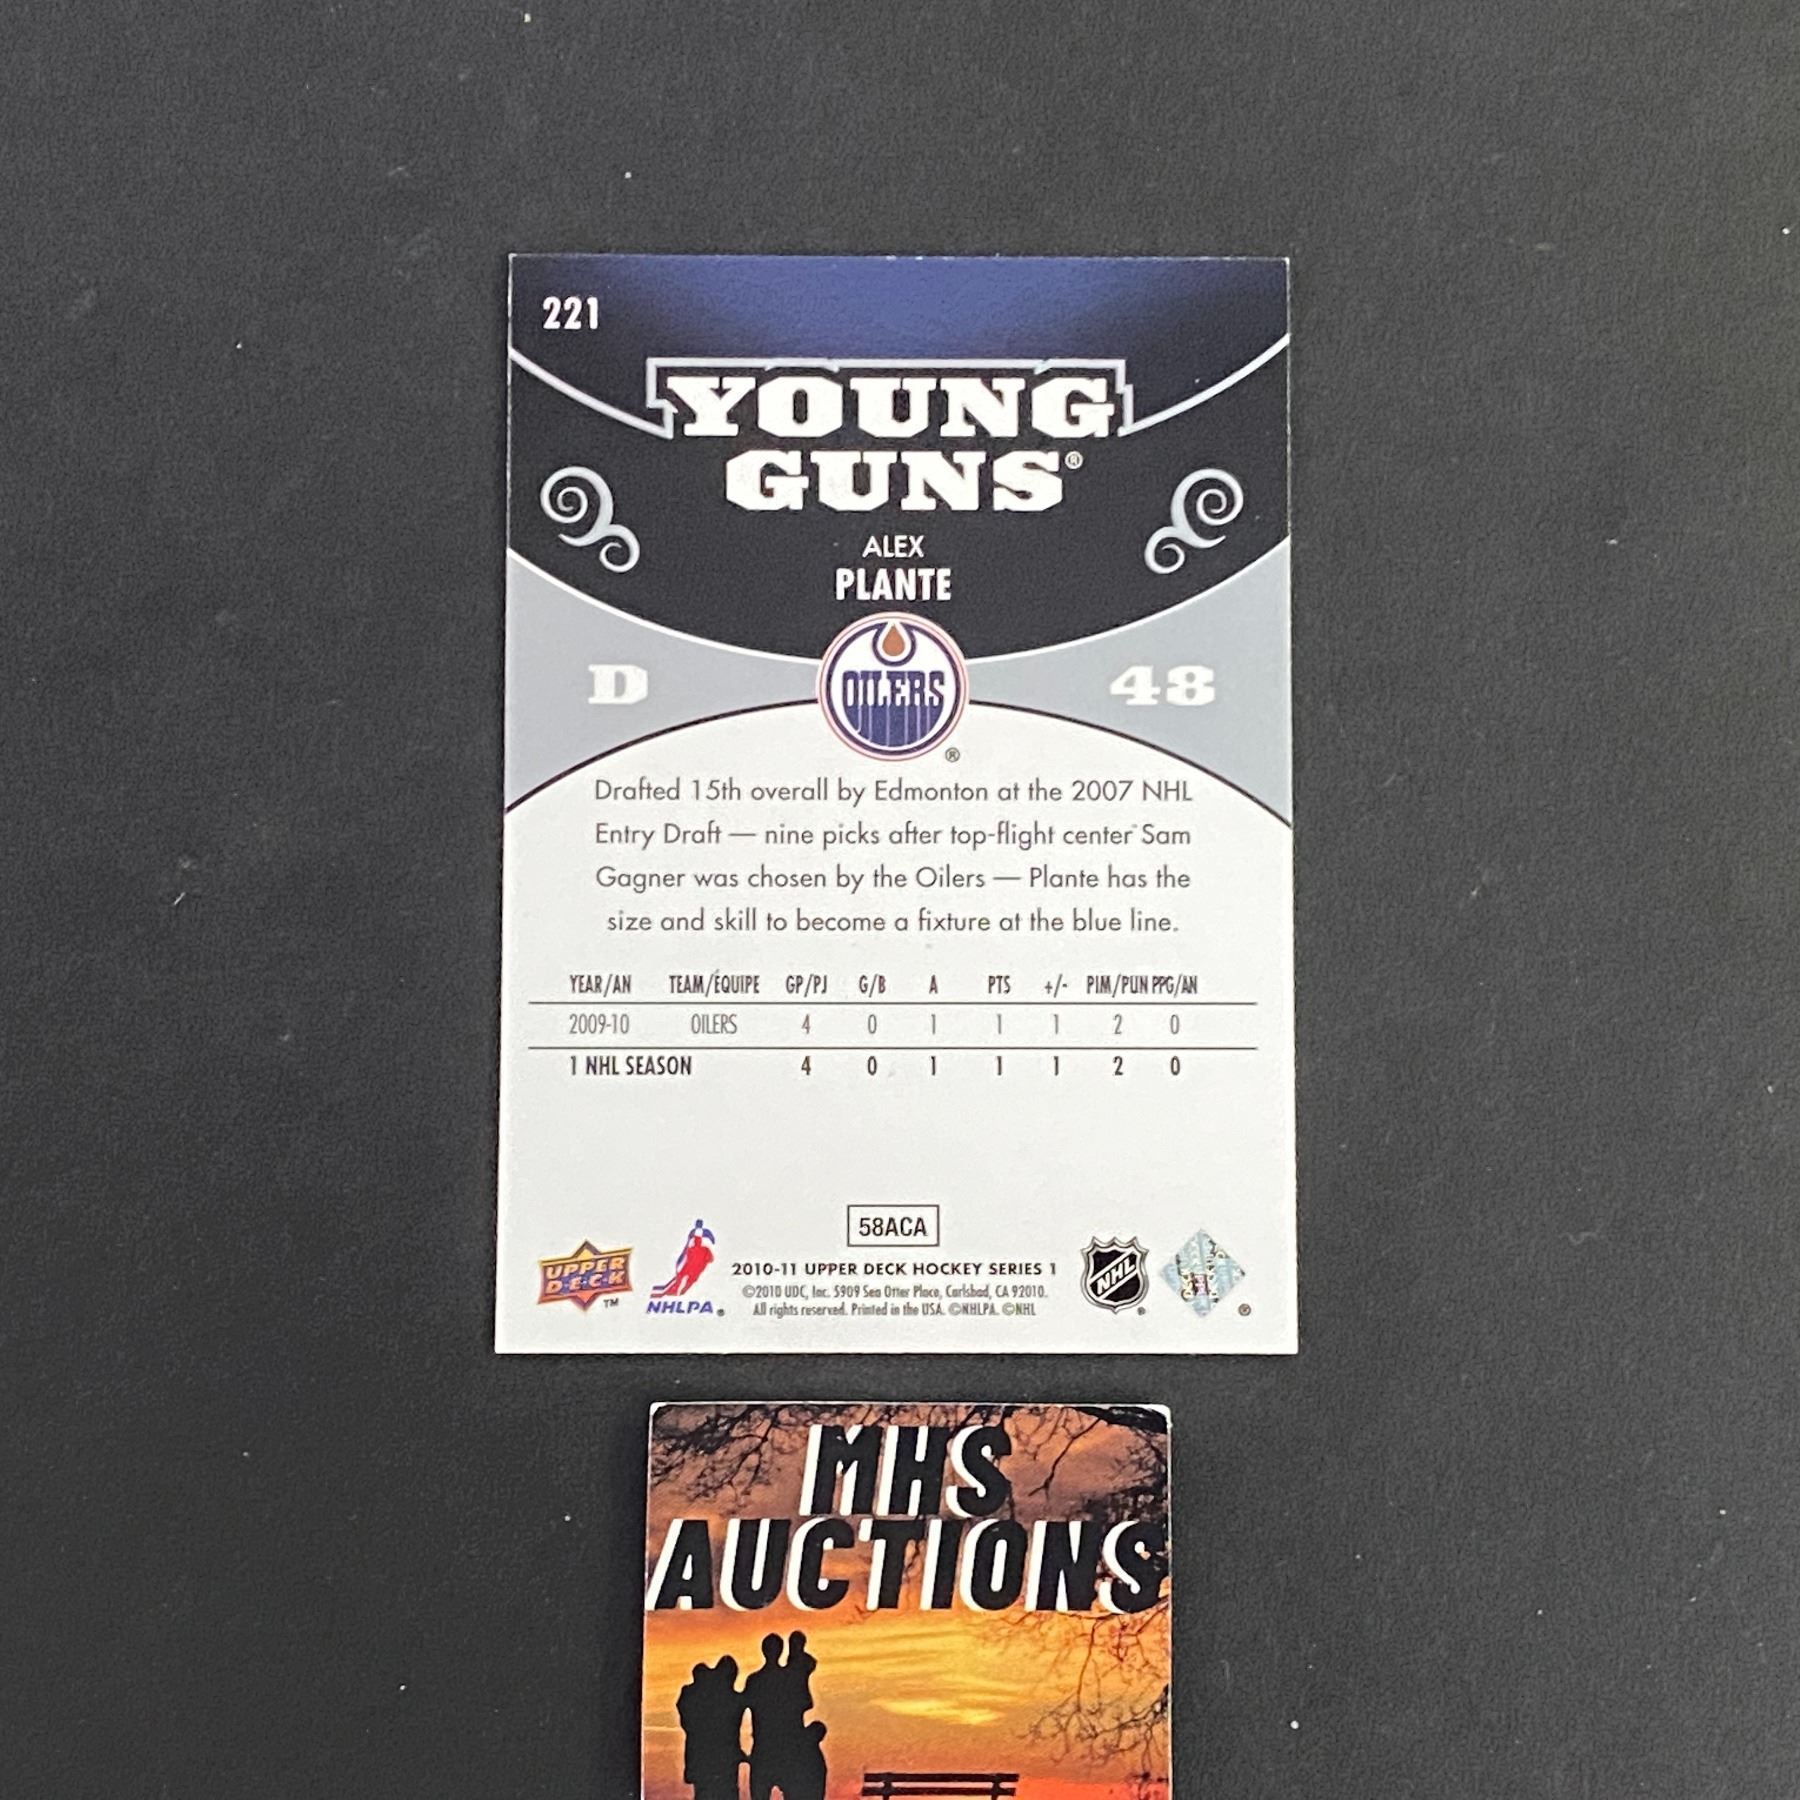 221
YOUNG
GUNS®
ALEX
PLANTE
D OILERS 48
®
Drafted 15th overall by Edmonton at the 2007 NHL
Entry Draft — nine picks after top-flight center Sam
Gagner was chosen by the Oilers — Plante has the
size and skill to become a fixture at the blue line.
YEAR/AN TEAM/ÉQUIPE GP/PJ G/B A PTS +/- PIM/PUN PPG/AN
2009-10 OILERS 4 0 1 1 1 2 0
1 NHL SEASON 4 0 1 1 1 2 0
58ACA
UPPER
DECK™
NHLPA®
2010-11 UPPER DECK HOCKEY SERIES 1
©2010 UDC, Inc. 5909 Sea Otter Place, Carlsbad, CA 92010.
All rights reserved. Printed in the USA. ©NHLPA. ©NHL
NHL®
®
MHS
AUCTIONS